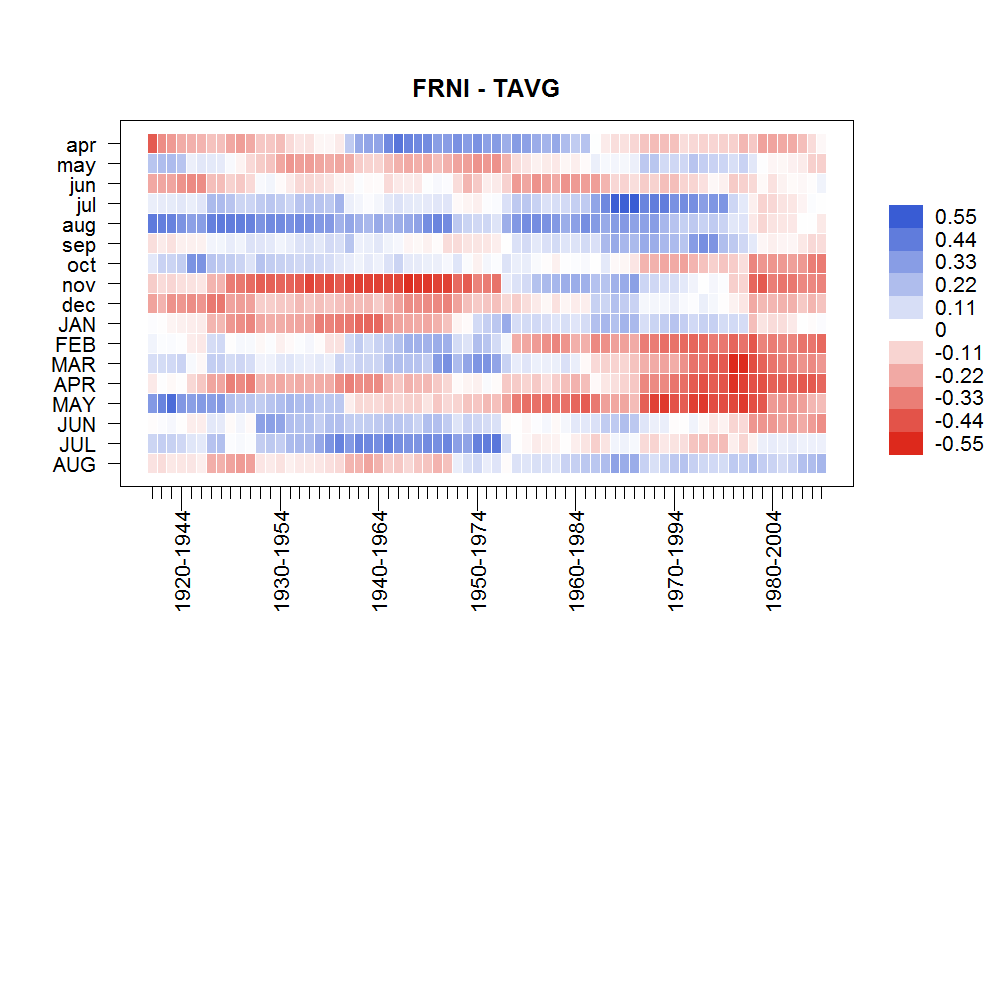 FRNI - TAVG
apr
may
jun
jul
aug
sep
oct
nov
dec
JAN
FEB
MAR
APR
MAY
JUN
JUL
AUG
0.55
0.44
0.33
0.22
0.11
0
-0.11
-0.22
-0.33
-0.44
-0.55
1920-1944
1930-1954
1940-1964
1950-1974
1960-1984
1970-1994
1980-2004